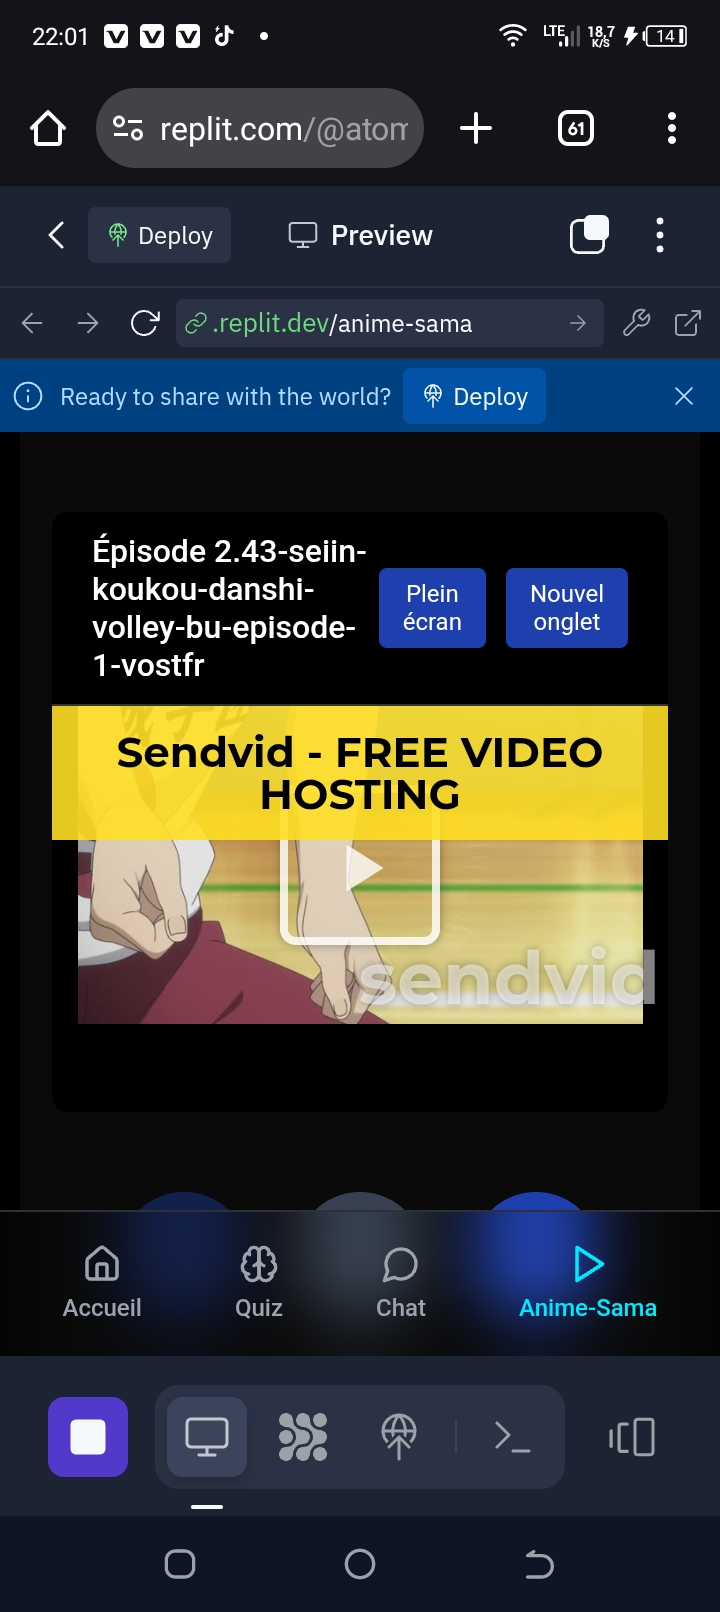 22:01
LTE 18,7 K/S 14
replit.com/@atom
61
Deploy
Preview
.replit.dev/anime-sama
Ready to share with the world?
Deploy
Épisode 2.43-seiin-
koukou-danshi-
volley-bu-episode-
1-vostfr
Plein
écran
Nouvel
onglet
Sendvid - FREE VIDEO
HOSTING
sendvid
Accueil
Quiz
Chat
Anime-Sama